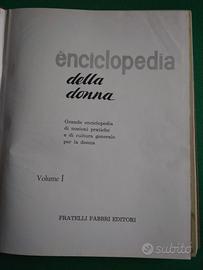 enciclopedia
della
donna
Grande enciclopedia
di nozioni pratiche
e di cultura generale
per la donna
Volume I
FRATELLI FABBRI EDITORI
subito